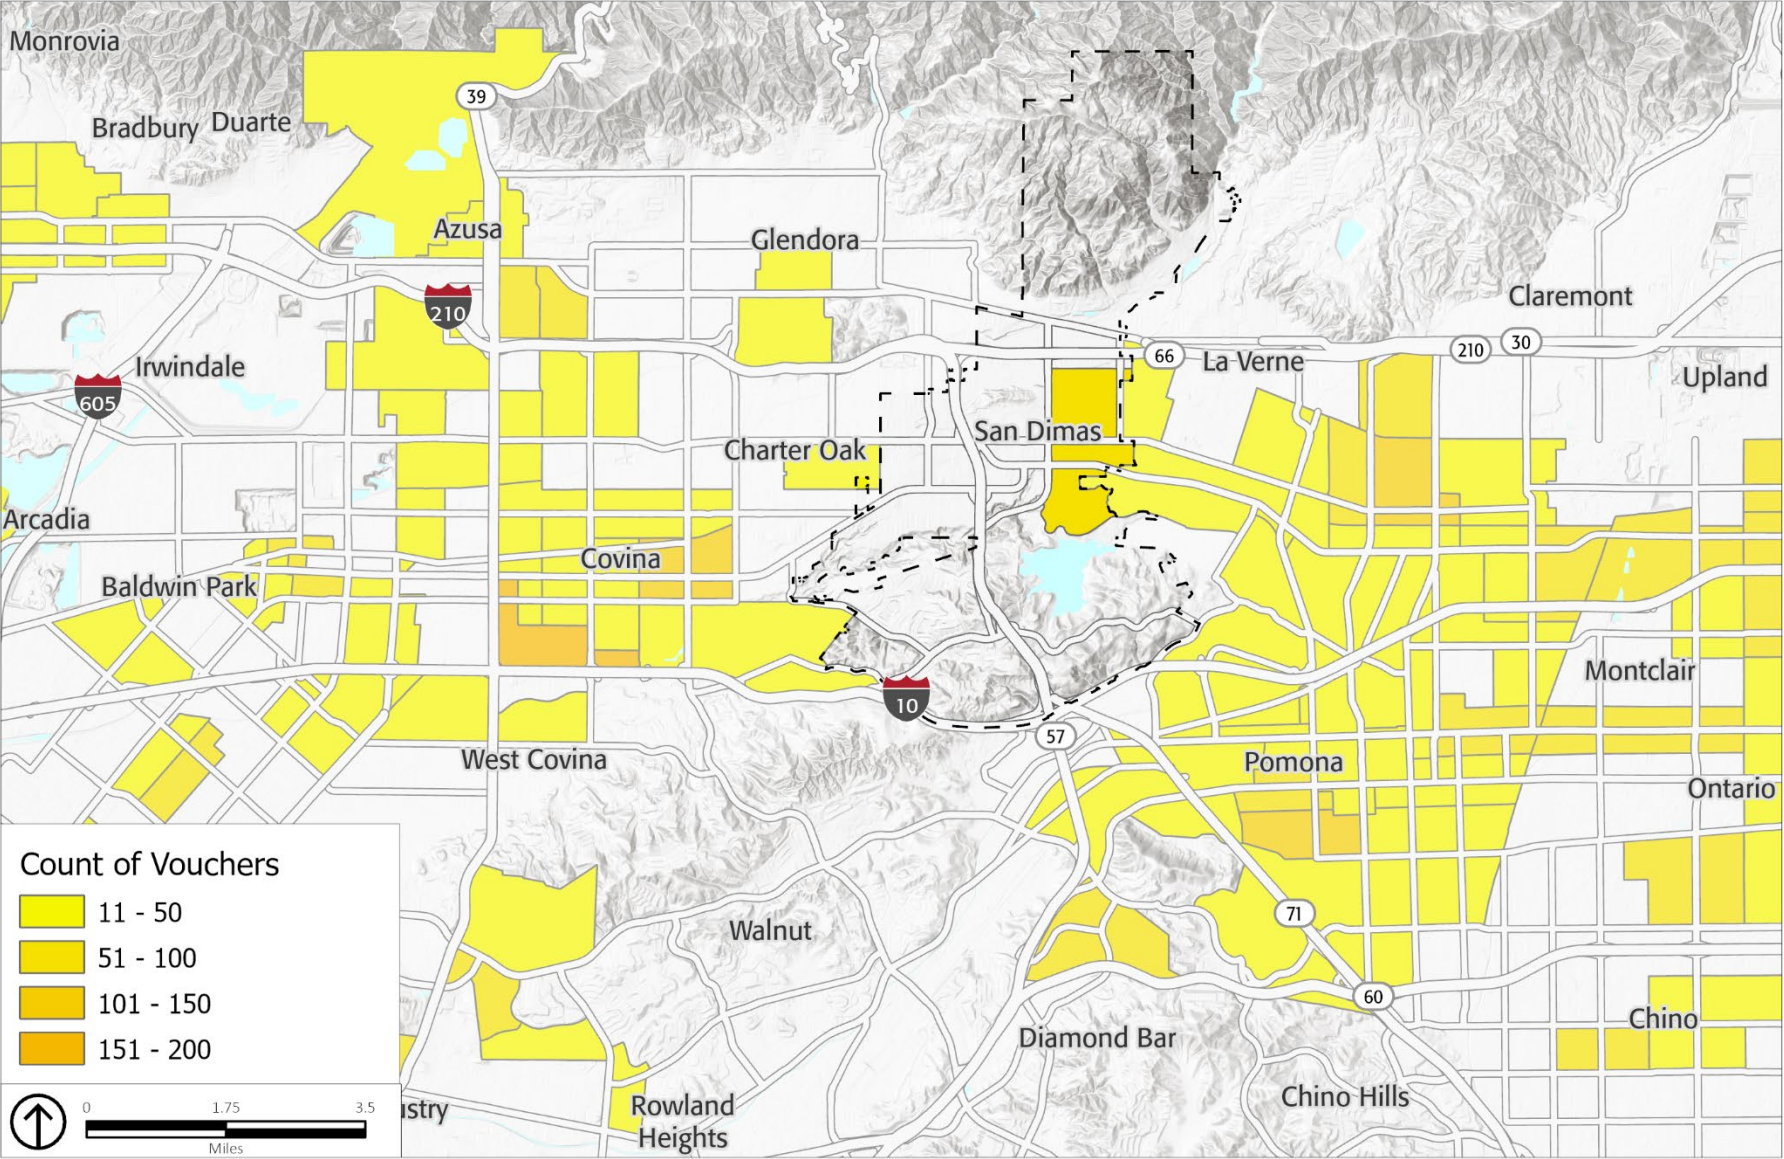 Monrovia
39
Bradbury
Duarte
Azusa
Glendora
Claremont
210
66
210
30
Irwindale
La Verne
Upland
605
San Dimas
Charter Oak
Arcadia
Covina
Baldwin Park
Montclair
10
57
West Covina
Pomona
Ontario
Count of Vouchers
11 - 50
51 - 100
101 - 150
151 - 200
Walnut
71
60
Chino
Diamond Bar
Chino Hills
0
1.75
3.5
Miles
ustry
Rowland
Heights